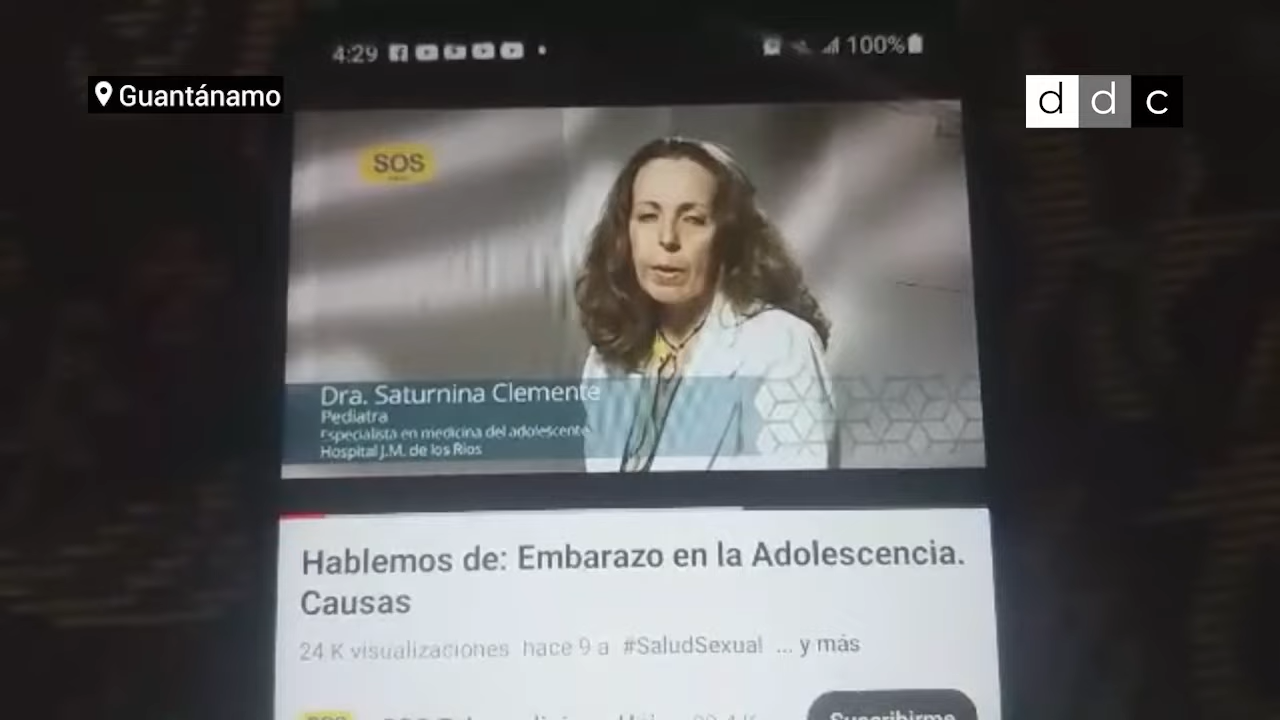 4:29
100%
Guantánamo
d d c
SOS
Dra. Saturnina Clemente
Pediatra
Especialista en medicina del adolescente
Hospital J.M. de los Rios
Hablemos de: Embarazo en la Adolescencia.
Causas
24 K visualizaciones hace 9 a #SaludSexual ... y más
Suscribirme